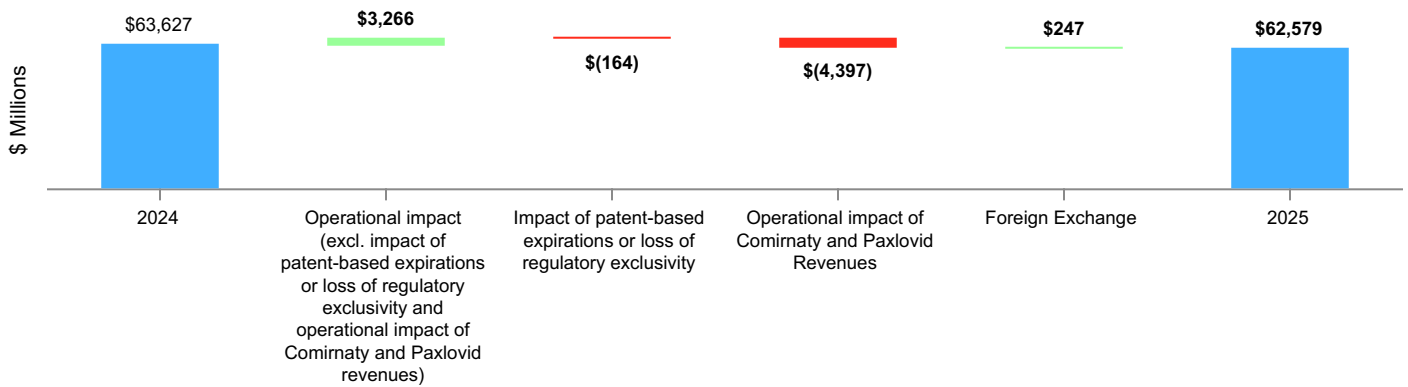 $ Millions
$63,627
$3,266
$(164)
$(4,397)
$247
$62,579
2024
Operational impact
(excl. impact of
patent-based expirations
or loss of regulatory
exclusivity and
operational impact of
Comirnaty and Paxlovid
revenues)
Impact of patent-based
expirations or loss of
regulatory exclusivity
Operational impact of
Comirnaty and Paxlovid
Revenues
Foreign Exchange
2025